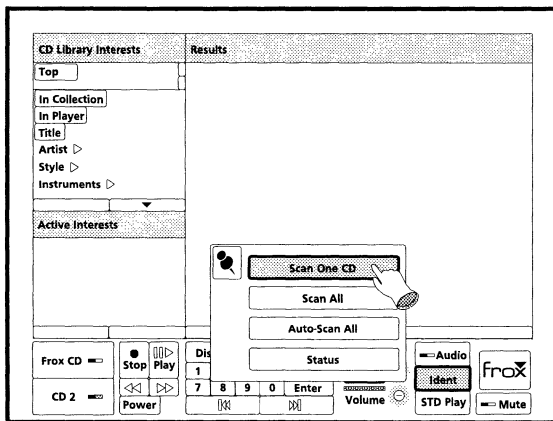 CD Library Interests
Results
Top
In Collection
In Player
Title
Artist
Style
Instruments
Active Interests
Scan One CD
Scan All
Auto-Scan All
Status
Frox CD
CD 2
Stop
Play
Power
Dis
1
7 8 9 0 Enter
Volume
Audio
Ident
STD Play
frox
Mute